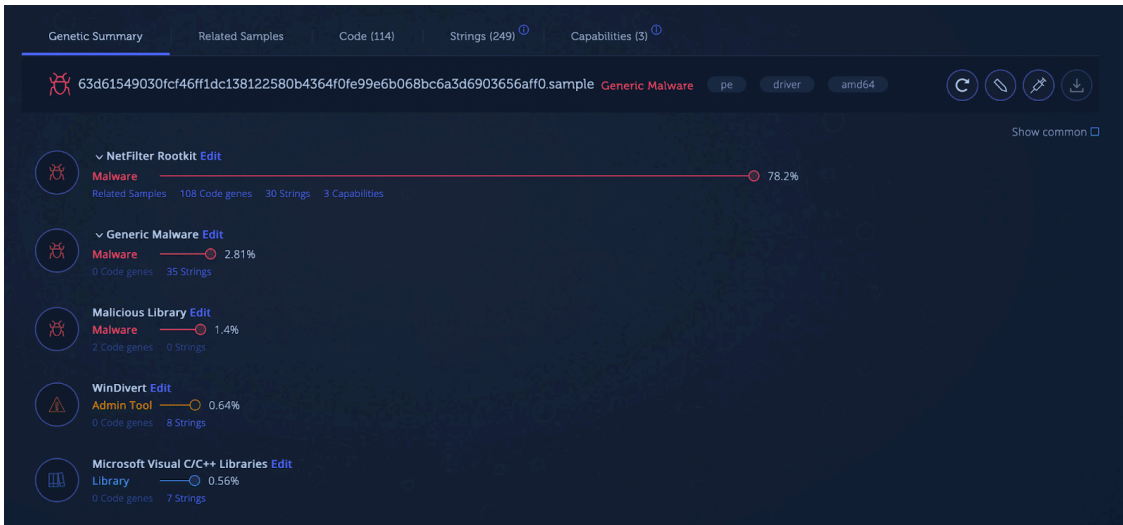 Genetic Summary Related Samples Code (114) Strings (249) Capabilities (3)
63d61549030fcf46ff1dc138122580b4364f0fe99e6b068bc6a3d6903656aff0.sample Generic Malware pe driver amd64
Show common
NetFilter Rootkit Edit
Malware 78.2%
Related Samples 108 Code genes 30 Strings 3 Capabilities
Generic Malware Edit
Malware 2.81%
0 Code genes 35 Strings
Malicious Library Edit
Malware 1.4%
2 Code genes 0 Strings
WinDivert Edit
Admin Tool 0.64%
0 Code genes 8 Strings
Microsoft Visual C/C++ Libraries Edit
Library 0.56%
0 Code genes 7 Strings